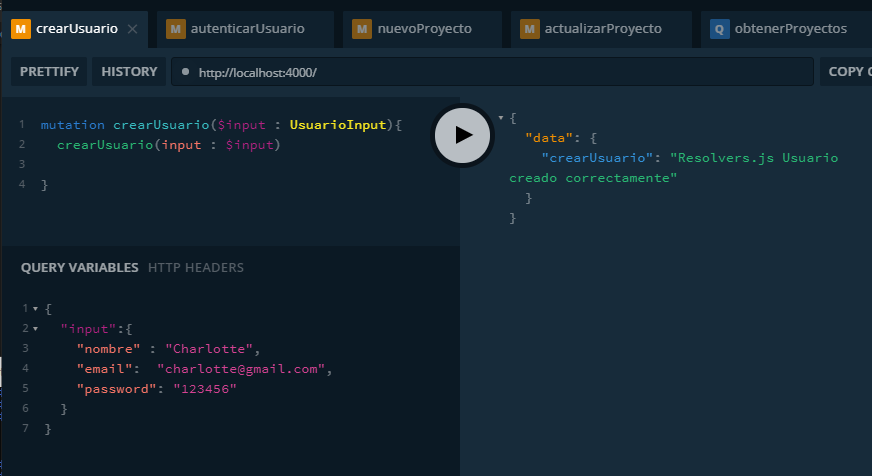 M crearUsuario ×
M autenticarUsuario
M nuevoProyecto
M actualizarProyecto
Q obtenerProyectos
PRETTIFY HISTORY http://localhost:4000/ COPY C
1 mutation crearUsuario($input : UsuarioInput){
2 crearUsuario(input : $input)
3
4 }
{
"data": {
"crearUsuario": "Resolvers.js Usuario
creado correctamente"
}
}
QUERY VARIABLES HTTP HEADERS
1 {
2 "input":{
3 "nombre" : "Charlotte",
4 "email":  "charlotte@gmail.com",
5 "password": "123456"
6 }
7 }